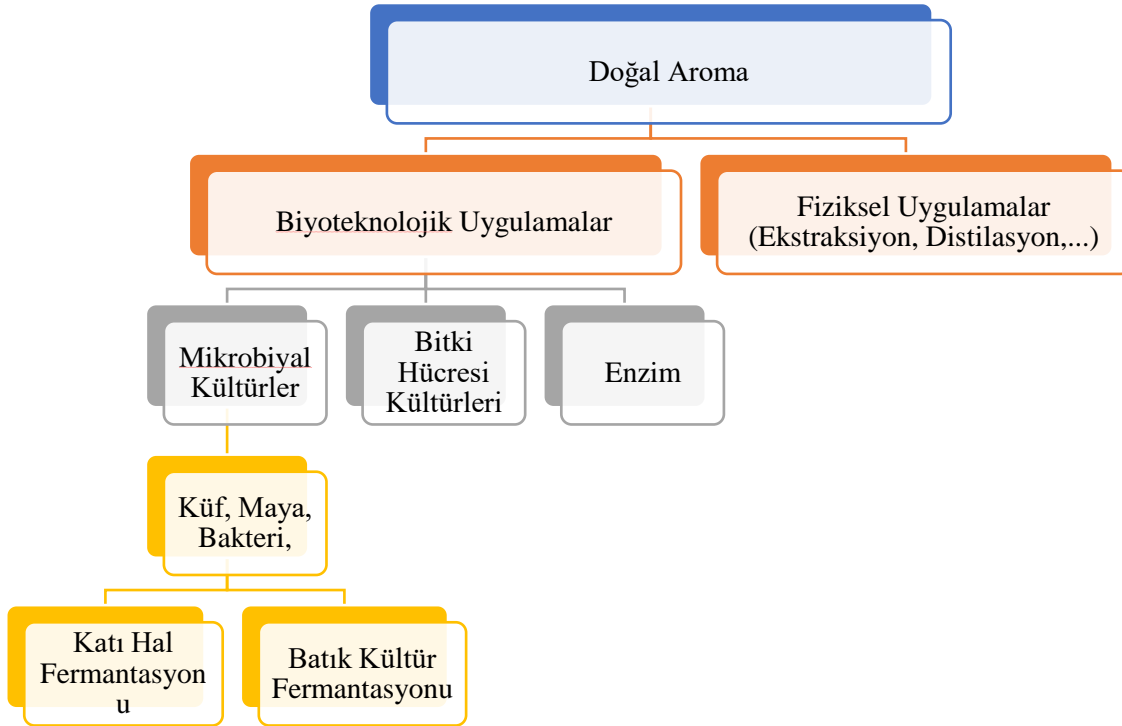 Doğal Aroma
Biyoteknolojik Uygulamalar
Fiziksel Uygulamalar
(Ekstraksiyon, Distilasyon,...)
Mikrobiyal
Kültürler
Bitki
Hücresi
Kültürleri
Enzim
Küf, Maya,
Bakteri,
Katı Hal
Fermantasyon
u
Batık Kültür
Fermantasyonu